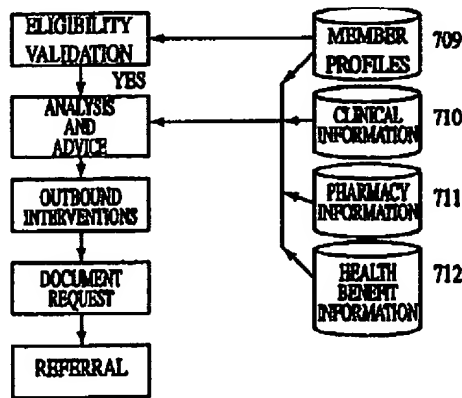 ELIGIBILITY
VALIDATION
YES
ANALYSIS
AND
ADVICE
OUTBOUND
INTERVENTIONS
DOCUMENT
REQUEST
REFERRAL
MEMBER
PROFILES
709
CLINICAL
INFORMATION
710
PHARMACY
INFORMATION
711
HEALTH
BENEFIT
INFORMATION
712